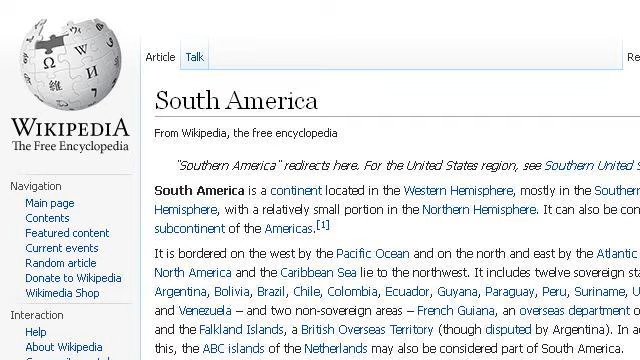 Article Talk Re
South America
WIKIPEDIA
The Free Encyclopedia
From Wikipedia, the free encyclopedia
"Southern America" redirects here. For the United States region, see Southern United S
Navigation
Main page
Contents
Featured content
Current events
Random article
Donate to Wikipedia
Wikimedia Shop
Interaction
Help
About Wikipedia
South America is a continent located in the Western Hemisphere, mostly in the Southern
Hemisphere, with a relatively small portion in the Northern Hemisphere. It can also be con
subcontinent of the Americas.[1]
It is bordered on the west by the Pacific Ocean and on the north and east by the Atlantic
North America and the Caribbean Sea lie to the northwest. It includes twelve sovereign sta
Argentina, Bolivia, Brazil, Chile, Colombia, Ecuador, Guyana, Paraguay, Peru, Suriname, U
and Venezuela – and two non-sovereign areas – French Guiana, an overseas department o
and the Falkland Islands, a British Overseas Territory (though disputed by Argentina). In ad
this, the ABC islands of the Netherlands may also be considered part of South America.